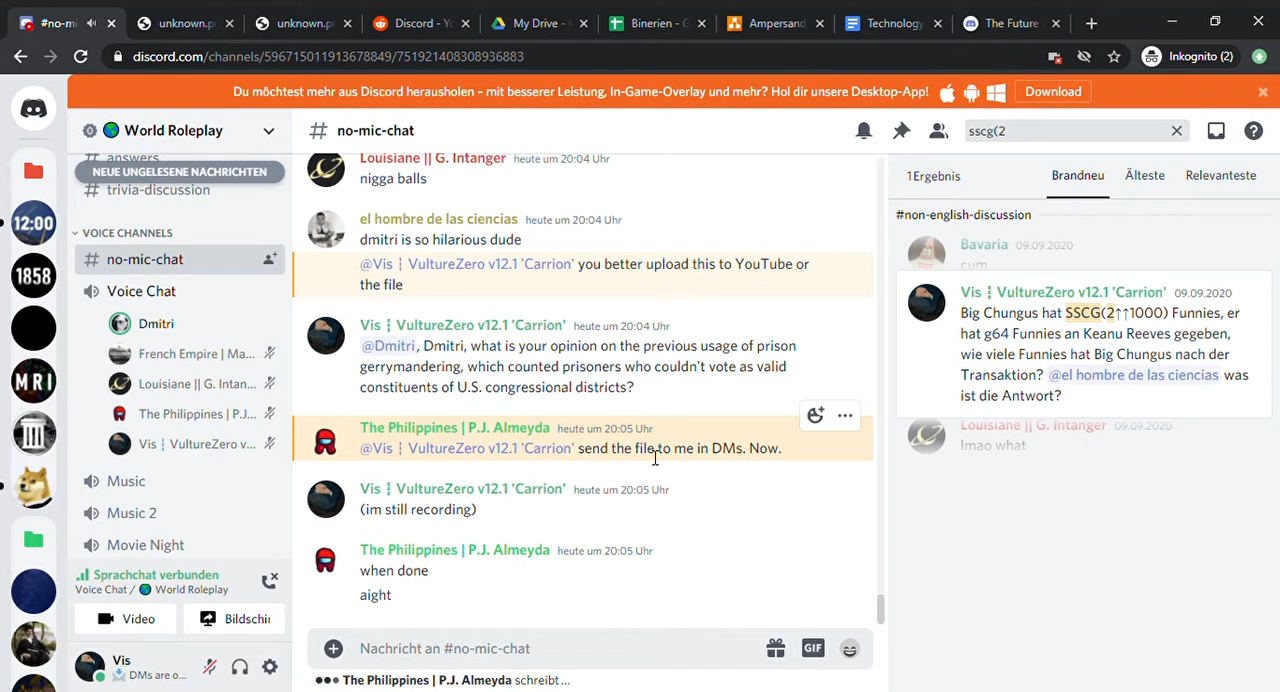 #no-mi
unknown.p
unknown.p
Discord - Yo
My Drive -
Binerien - G
Ampersand
Technology
The Future
discord.com/channels/596715011913678849/751921408308936883
Inkognito (2)
Du möchtest mehr aus Discord herausholen – mit besserer Leistung, In-Game-Overlay und mehr? Hol dir unsere Desktop-App!
Download
World Roleplay
answers
NEUE UNGELESENE NACHRICHTEN
# trivia-discussion
VOICE CHANNELS
# no-mic-chat
Voice Chat
Dmitri
French Empire | Ma...
Louisiane || G. Intan...
The Philippines | P.J...
Vis ¦ VultureZero v...
Music
Music 2
Movie Night
Sprachchat verbunden
Voice Chat / World Roleplay
Video
Bildschir
Vis
DMs are o...
12:00
1858
MRI
# no-mic-chat
Louisiane || G. Intanger heute um 20:04 Uhr
nigga balls
el hombre de las ciencias heute um 20:04 Uhr
dmitri is so hilarious dude
@Vis ¦ VultureZero v12.1 'Carrion' you better upload this to YouTube or
the file
Vis ¦ VultureZero v12.1 'Carrion' heute um 20:04 Uhr
@Dmitri, Dmitri, what is your opinion on the previous usage of prison
gerrymandering, which counted prisoners who couldn't vote as valid
constituents of U.S. congressional districts?
The Philippines | P.J. Almeyda heute um 20:05 Uhr
@Vis ¦ VultureZero v12.1 'Carrion' send the file to me in DMs. Now.
Vis ¦ VultureZero v12.1 'Carrion' heute um 20:05 Uhr
(im still recording)
The Philippines | P.J. Almeyda heute um 20:05 Uhr
when done
aight
Nachricht an #no-mic-chat
GIF
The Philippines | P.J. Almeyda schreibt...
sscg(2
1Ergebnis
Brandneu
Älteste
Relevanteste
#non-english-discussion
Bavaria 09.09.2020
cum
Vis ¦ VultureZero v12.1 'Carrion' 09.09.2020
Big Chungus hat SSCG(2↑↑1000) Funnies, er
hat g64 Funnies an Keanu Reeves gegeben,
wie viele Funnies hat Big Chungus nach der
Transaktion? @el hombre de las ciencias was
ist die Antwort?
Louisiane || G. Intanger 09.09.2020
lmao what